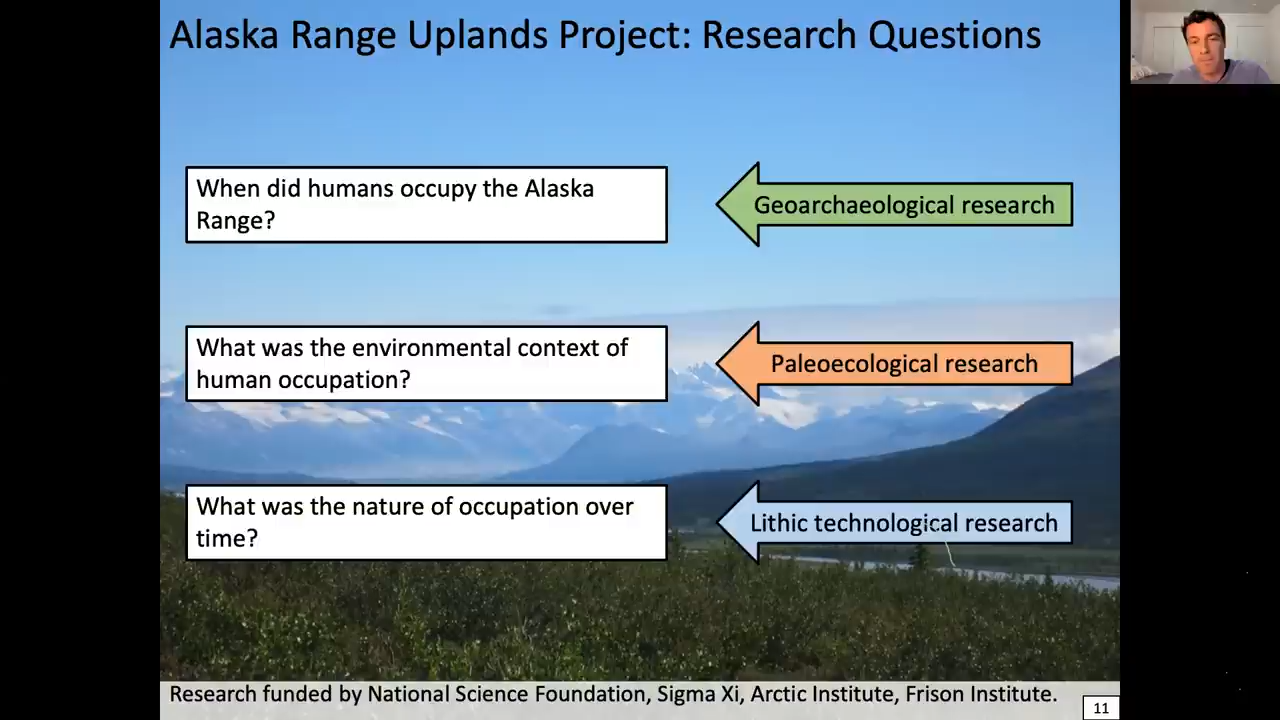 Alaska Range Uplands Project: Research Questions
When did humans occupy the Alaska
Range?
Geoarchaeological research
What was the environmental context of
human occupation?
Paleoecological research
What was the nature of occupation over
time?
Lithic technological research
Research funded by National Science Foundation, Sigma Xi, Arctic Institute, Frison Institute.
11